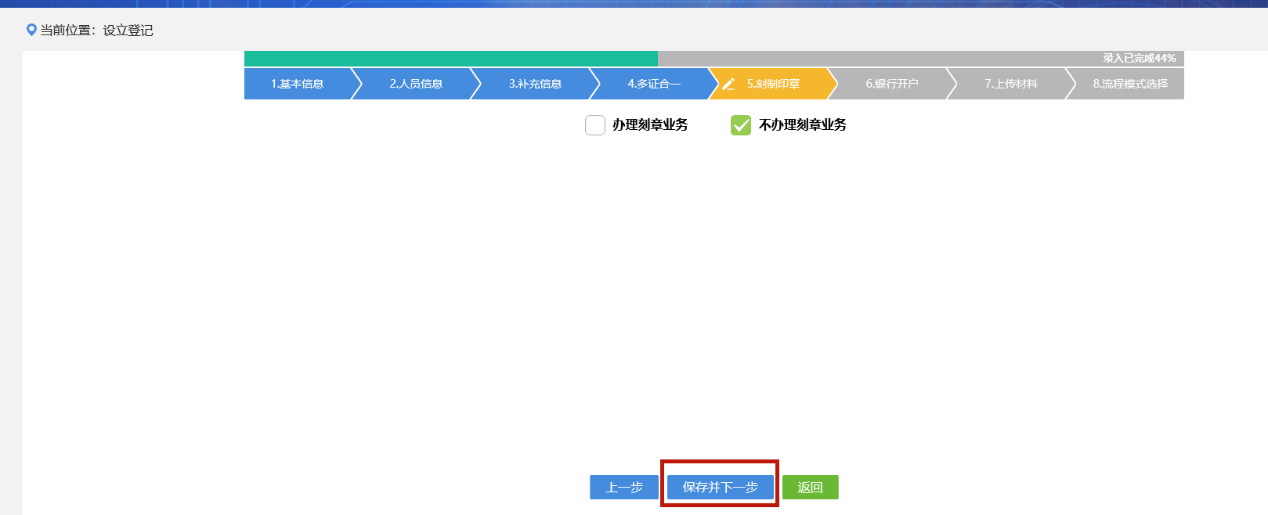 当前位置：设立登记
录入已完成44%
1.基本信息 2.人员信息 3.补充信息 4.多证合一 5.刻制印章 6.银行开户 7.上传材料 8.流程模式选择
办理刻章业务 不办理刻章业务
上一步 保存并下一步 返回